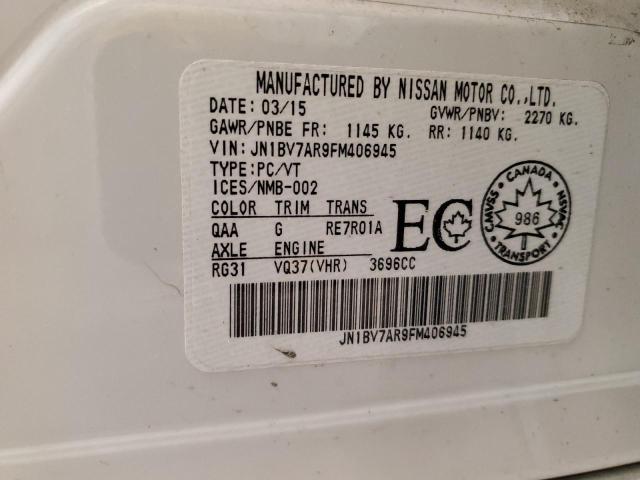 MANUFACTURED BY NISSAN MOTOR CO.,LTD.
DATE: 03/15 GVWR/PNBV: 2270 KG.
GAWR/PNBE FR: 1145 KG. RR: 1140 KG.
VIN: JN1BV7AR9FM406945
TYPE:PC/VT
ICES/NMB-002
COLOR TRIM TRANS
QAA G RE7R01A
AXLE ENGINE
RG31 VQ37(VHR) 3696CC
EC
CANADA
CMVSS NSVAC
986
TRANSPORT
JN1BV7AR9FM406945